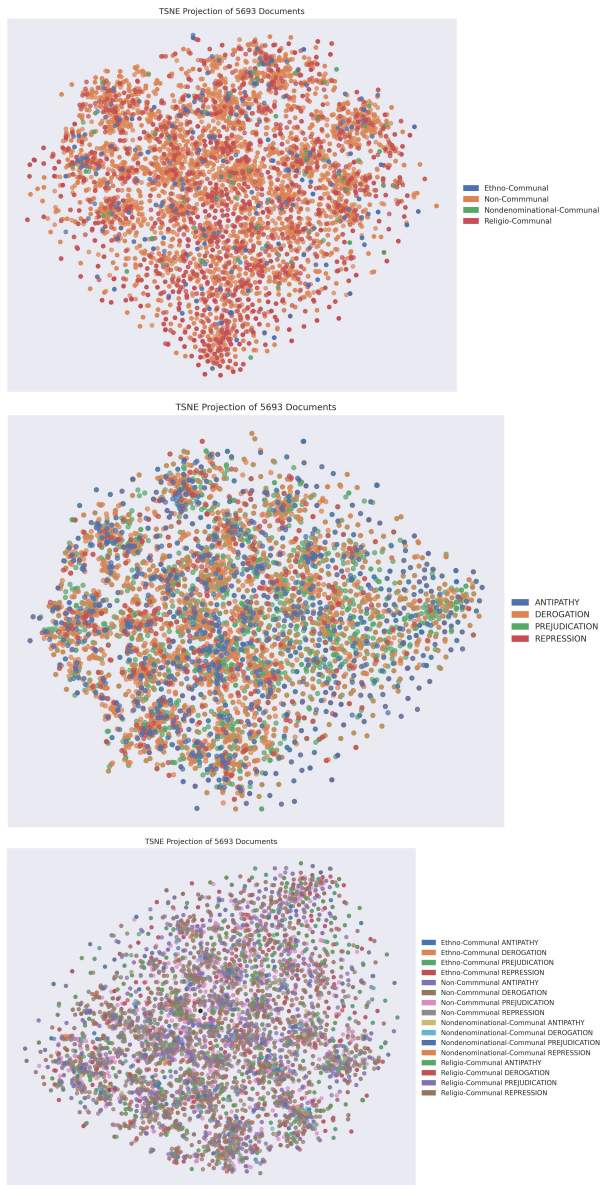 TSNE Projection of 5693 Documents
Ethno-Communal
Non-Commmunal
Nondenominational-Communal
Religio-Communal
TSNE Projection of 5693 Documents
ANTIPATHY
DEROGATION
PREJUDICATION
REPRESSION
TSNE Projection of 5693 Documents
Ethno-Communal ANTIPATHY
Ethno-Communal DEROGATION
Ethno-Communal PREJUDICATION
Ethno-Communal REPRESSION
Non-Commmunal ANTIPATHY
Non-Commmunal DEROGATION
Non-Commmunal PREJUDICATION
Non-Commmunal REPRESSION
Nondenominational-Communal ANTIPATHY
Nondenominational-Communal DEROGATION
Nondenominational-Communal PREJUDICATION
Nondenominational-Communal REPRESSION
Religio-Communal ANTIPATHY
Religio-Communal DEROGATION
Religio-Communal PREJUDICATION
Religio-Communal REPRESSION